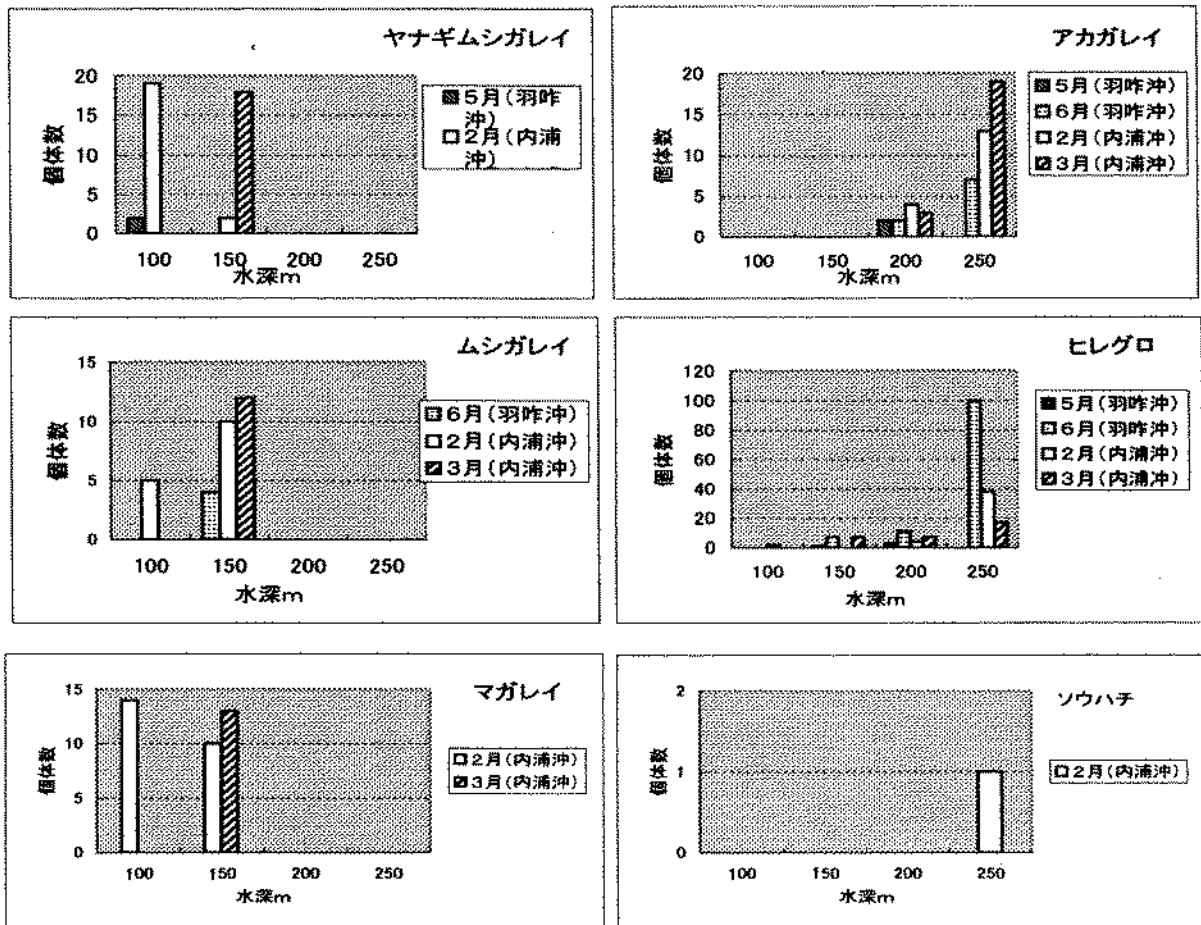 ヤナギムシガレイ
20
15
10
5
0
個体数
100 150 200 250
水深m
5月(羽咋
沖)
2月(内浦
沖)
アカガレイ
20
15
10
5
0
個体数
100 150 200 250
水深m
5月(羽咋沖)
6月(羽咋沖)
2月(内浦沖)
3月(内浦沖)
ムシガレイ
15
10
5
0
個体数
100 150 200 250
水深m
6月(羽咋沖)
2月(内浦沖)
3月(内浦沖)
ヒレグロ
120
100
80
60
40
20
0
個体数
100 150 200 250
水深m
5月(羽咋沖)
6月(羽咋沖)
2月(内浦沖)
3月(内浦沖)
マガレイ
15
10
5
0
個体数
100 150 200 250
水深m
2月(内浦沖)
3月(内浦沖)
ソウハチ
2
1
0
個体数
100 150 200 250
水深m
2月(内浦沖)